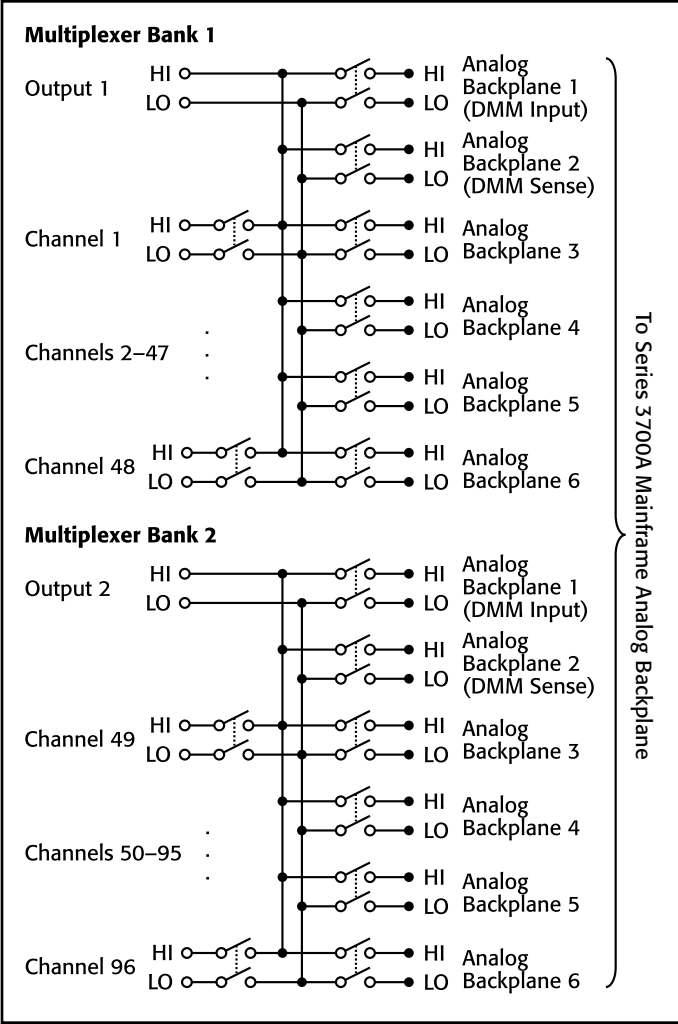 Multiplexer Bank 1
Output 1
HI
LO
HI
LO
Analog
Backplane 1
(DMM Input)
HI
LO
Analog
Backplane 2
(DMM Sense)
Channel 1
HI
LO
HI
LO
Analog
Backplane 3
HI
LO
Analog
Backplane 4
Channels 2–47
HI
LO
Analog
Backplane 5
Channel 48
HI
LO
HI
LO
Analog
Backplane 6
Multiplexer Bank 2
Output 2
HI
LO
HI
LO
Analog
Backplane 1
(DMM Input)
HI
LO
Analog
Backplane 2
(DMM Sense)
Channel 49
HI
LO
HI
LO
Analog
Backplane 3
HI
LO
Analog
Backplane 4
Channels 50–95
HI
LO
Analog
Backplane 5
Channel 96
HI
LO
HI
LO
Analog
Backplane 6
To Series 3700A Mainframe Analog Backplane